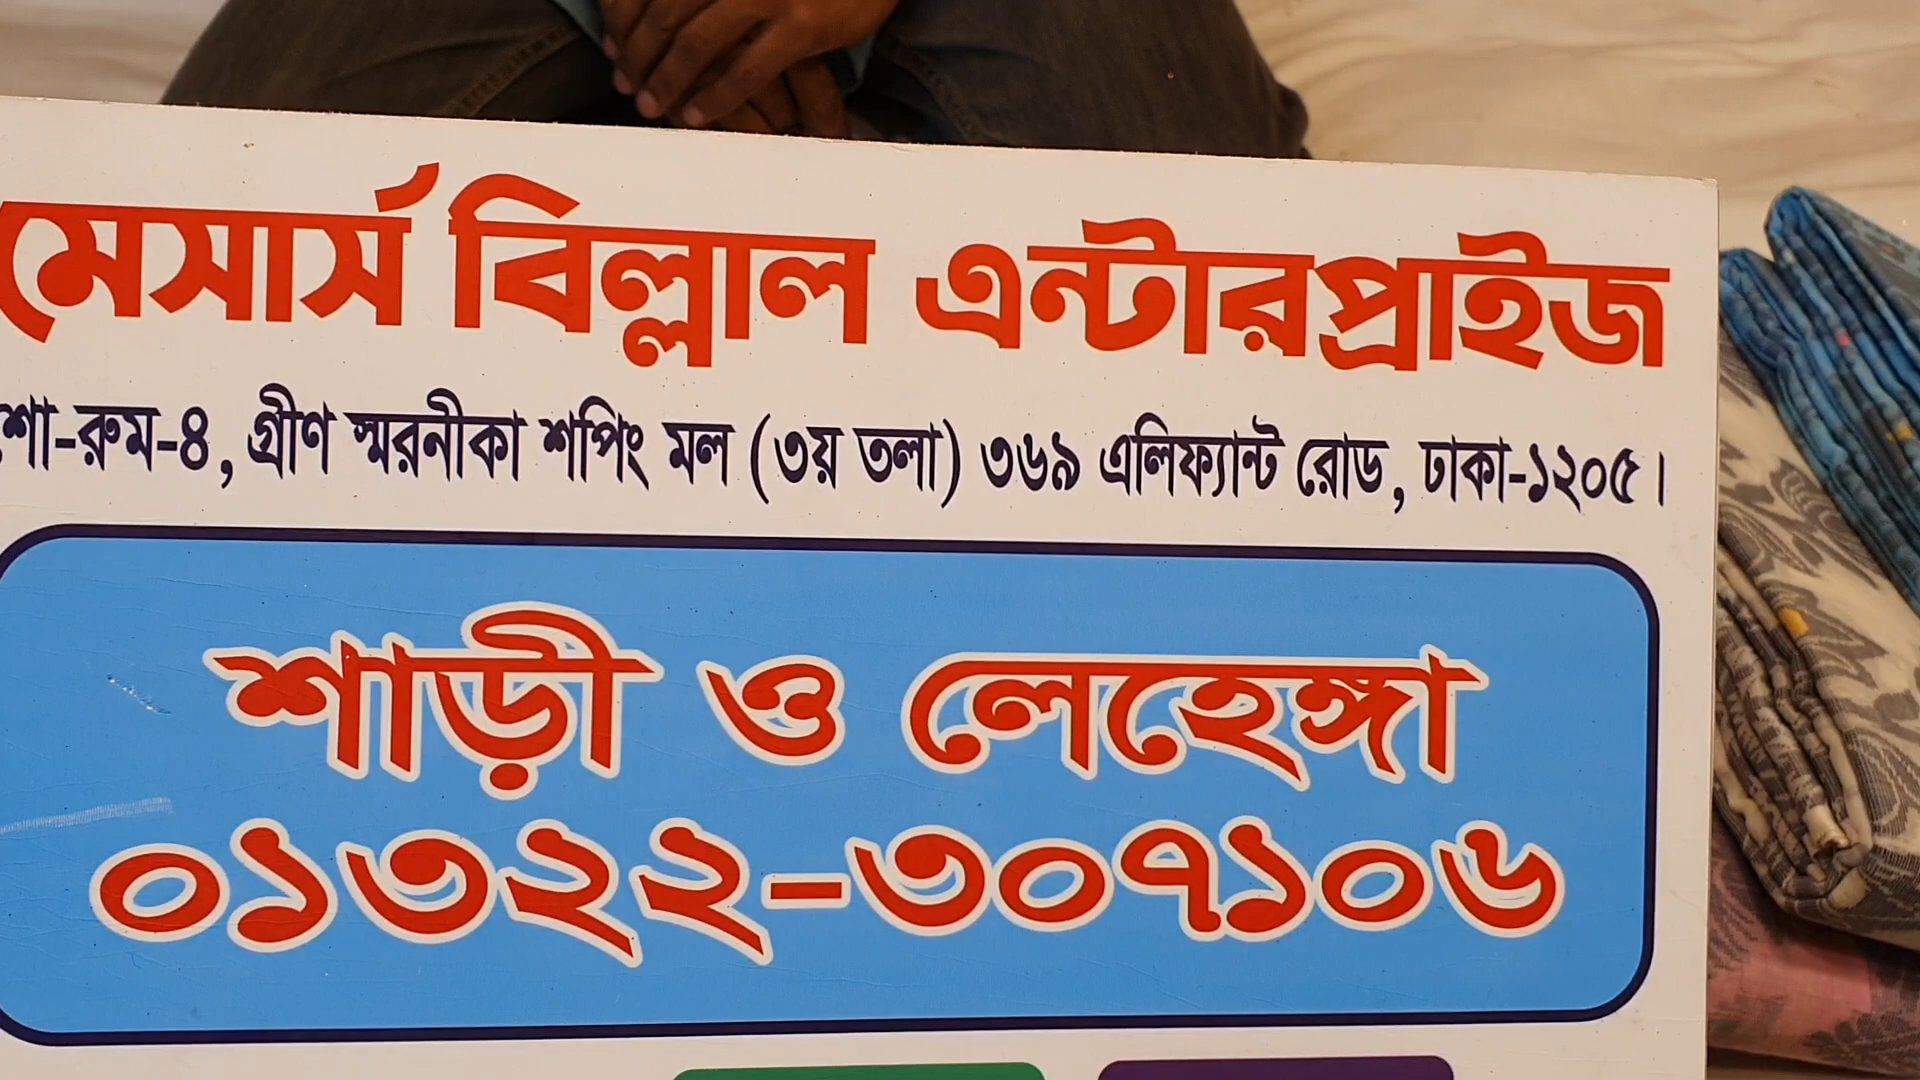 মেসার্স বিল্লাল এন্টারপ্রাইজ
শো-রুম-৪, গ্রীণ স্মরনীকা শপিং মল (৩য় তলা) ৩৬৯ এলিফ্যান্ট রোড, ঢাকা-১২০৫।
শাড়ী ও লেহেঙ্গা
০১৩২২-৩০৭১০৬